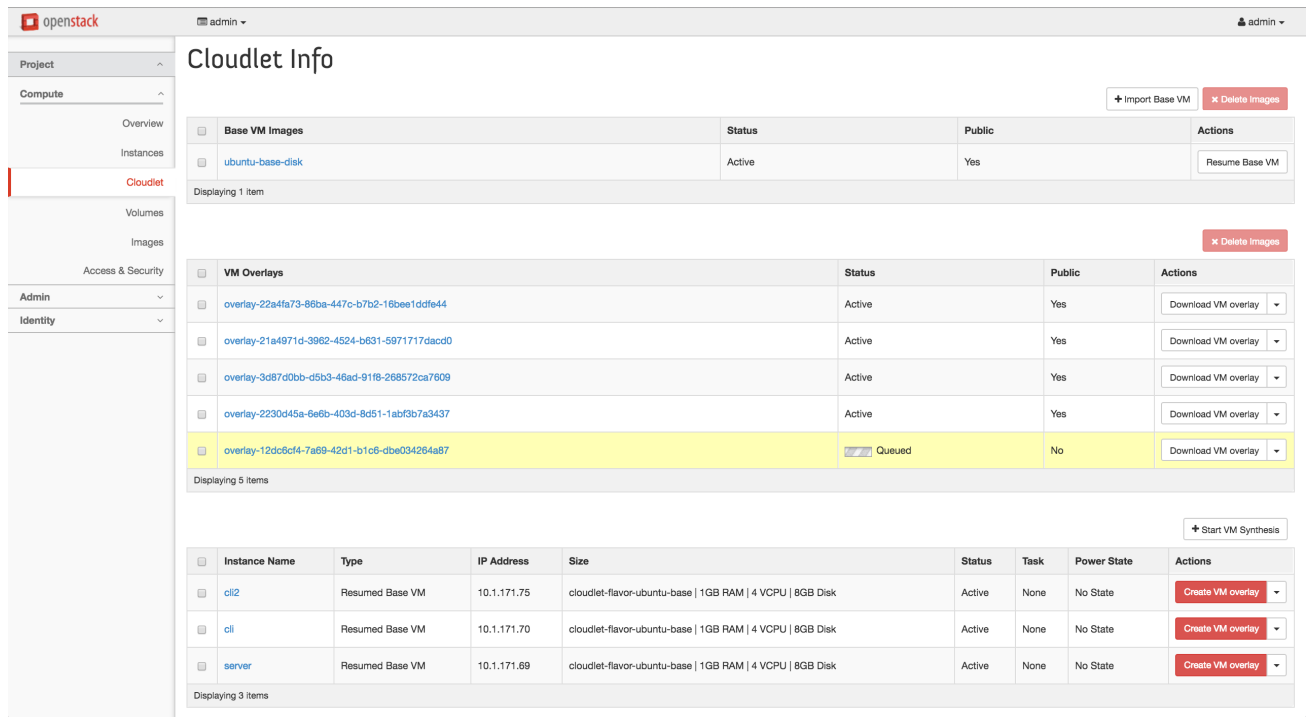 openstack admin admin
Cloudlet Info
Project
Compute
Overview
Instances
Cloudlet
Volumes
Images
Access & Security
Admin
Identity
+ Import Base VM × Delete Images
Base VM Images Status Public Actions
ubuntu-base-disk Active Yes Resume Base VM
Displaying 1 item
× Delete Images
VM Overlays Status Public Actions
overlay-22a4fa73-86ba-447c-b7b2-16bee1ddfe44 Active Yes Download VM overlay
overlay-21a4971d-3962-4524-b631-5971717dacd0 Active Yes Download VM overlay
overlay-3d87d0bb-d5b3-46ad-91f8-268572ca7609 Active Yes Download VM overlay
overlay-2230d45a-6e6b-403d-8d51-1abf3b7a3437 Active Yes Download VM overlay
overlay-12dc6cf4-7a69-42d1-b1c6-dbe034264a87 Queued No Download VM overlay
Displaying 5 items
+ Start VM Synthesis
Instance Name Type IP Address Size Status Task Power State Actions
cli2 Resumed Base VM 10.1.171.75 cloudlet-flavor-ubuntu-base | 1GB RAM | 4 VCPU | 8GB Disk Active None No State Create VM overlay
cli Resumed Base VM 10.1.171.70 cloudlet-flavor-ubuntu-base | 1GB RAM | 4 VCPU | 8GB Disk Active None No State Create VM overlay
server Resumed Base VM 10.1.171.69 cloudlet-flavor-ubuntu-base | 1GB RAM | 4 VCPU | 8GB Disk Active None No State Create VM overlay
Displaying 3 items